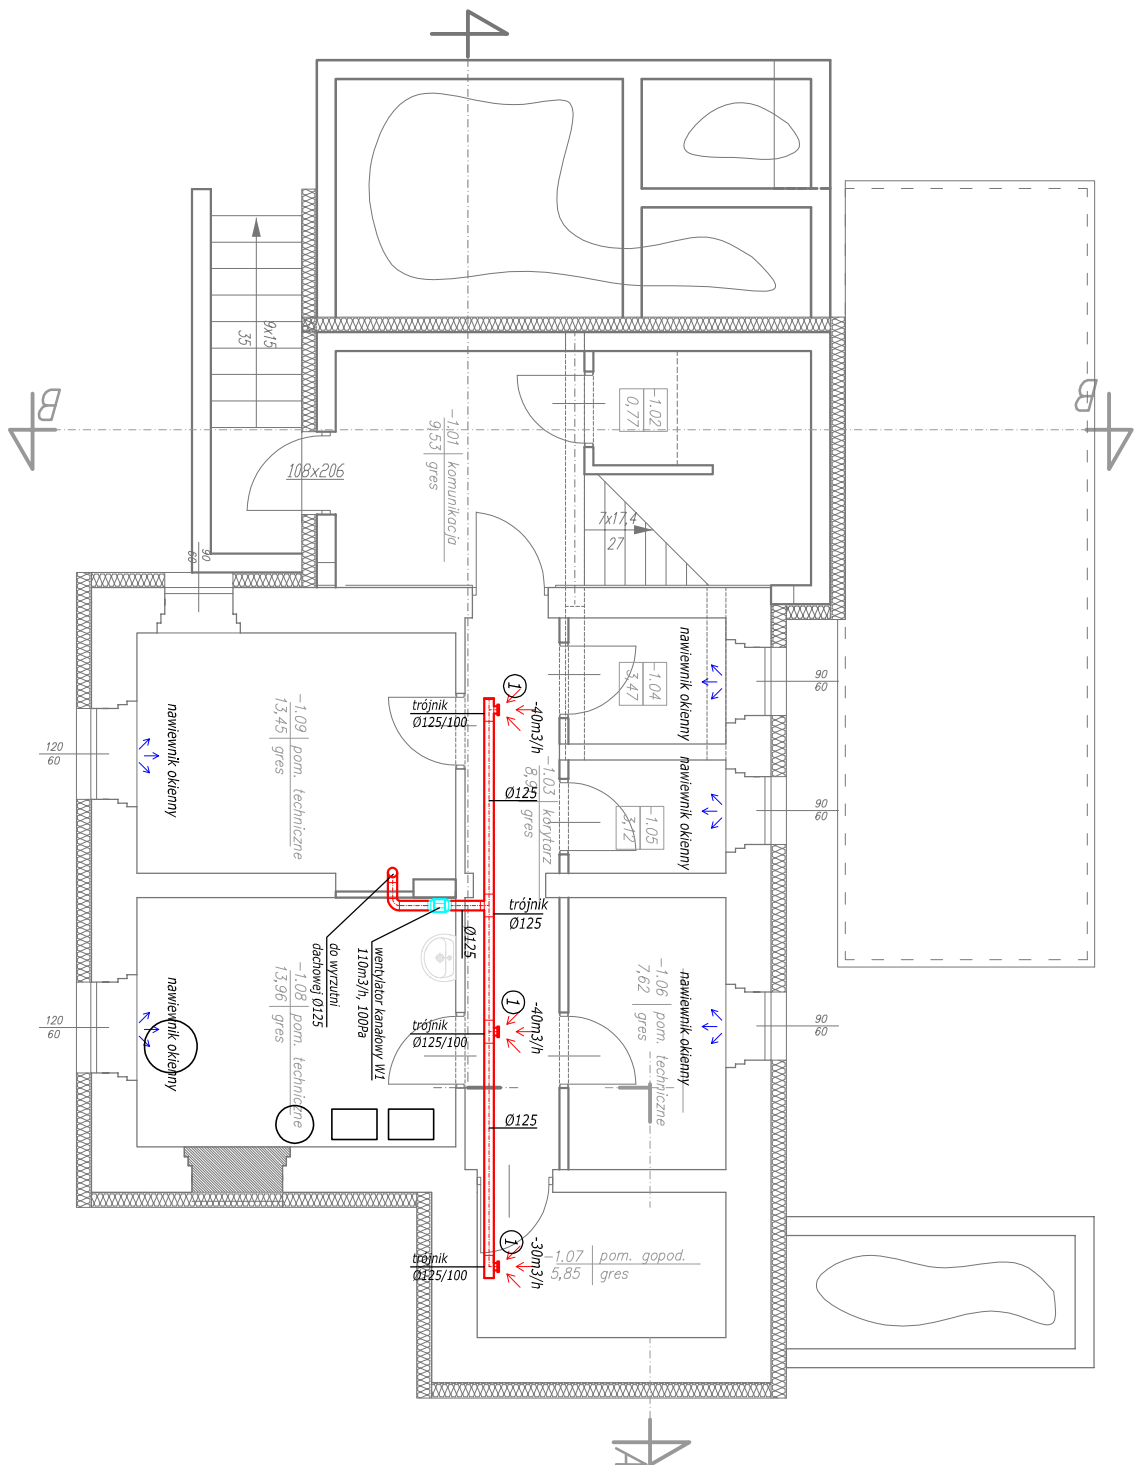 B
B
9x15
35
108x206
90
60
-1.01 komunikacja
9,53 gres
-1.02
0,77
7x17,4
27
-1.04
3,47
nawiewnik okienny
90
60
-1.09 pom. techniczne
13,45 gres
nawiewnik okienny
120
60
trójnik
Ø125/100
1
-40m3/h
Ø125
-1.03 korytarz
gres
-1.05
3,12
nawiewnik okienny
90
60
trójnik
Ø125
Ø125
do wyrzutni
dachowej Ø125
wentylator kanałowy W1
110m3/h, 100Pa
-1.08 pom. techniczne
13,96 gres
nawiewnik okienny
120
60
trójnik
Ø125/100
1
-40m3/h
-1.06 pom. techniczne
7,62 gres
nawiewnik okienny
90
60
Ø125
trójnik
Ø125/100
1
-30m3/h
-1.07 pom. gopod.
5,85 gres